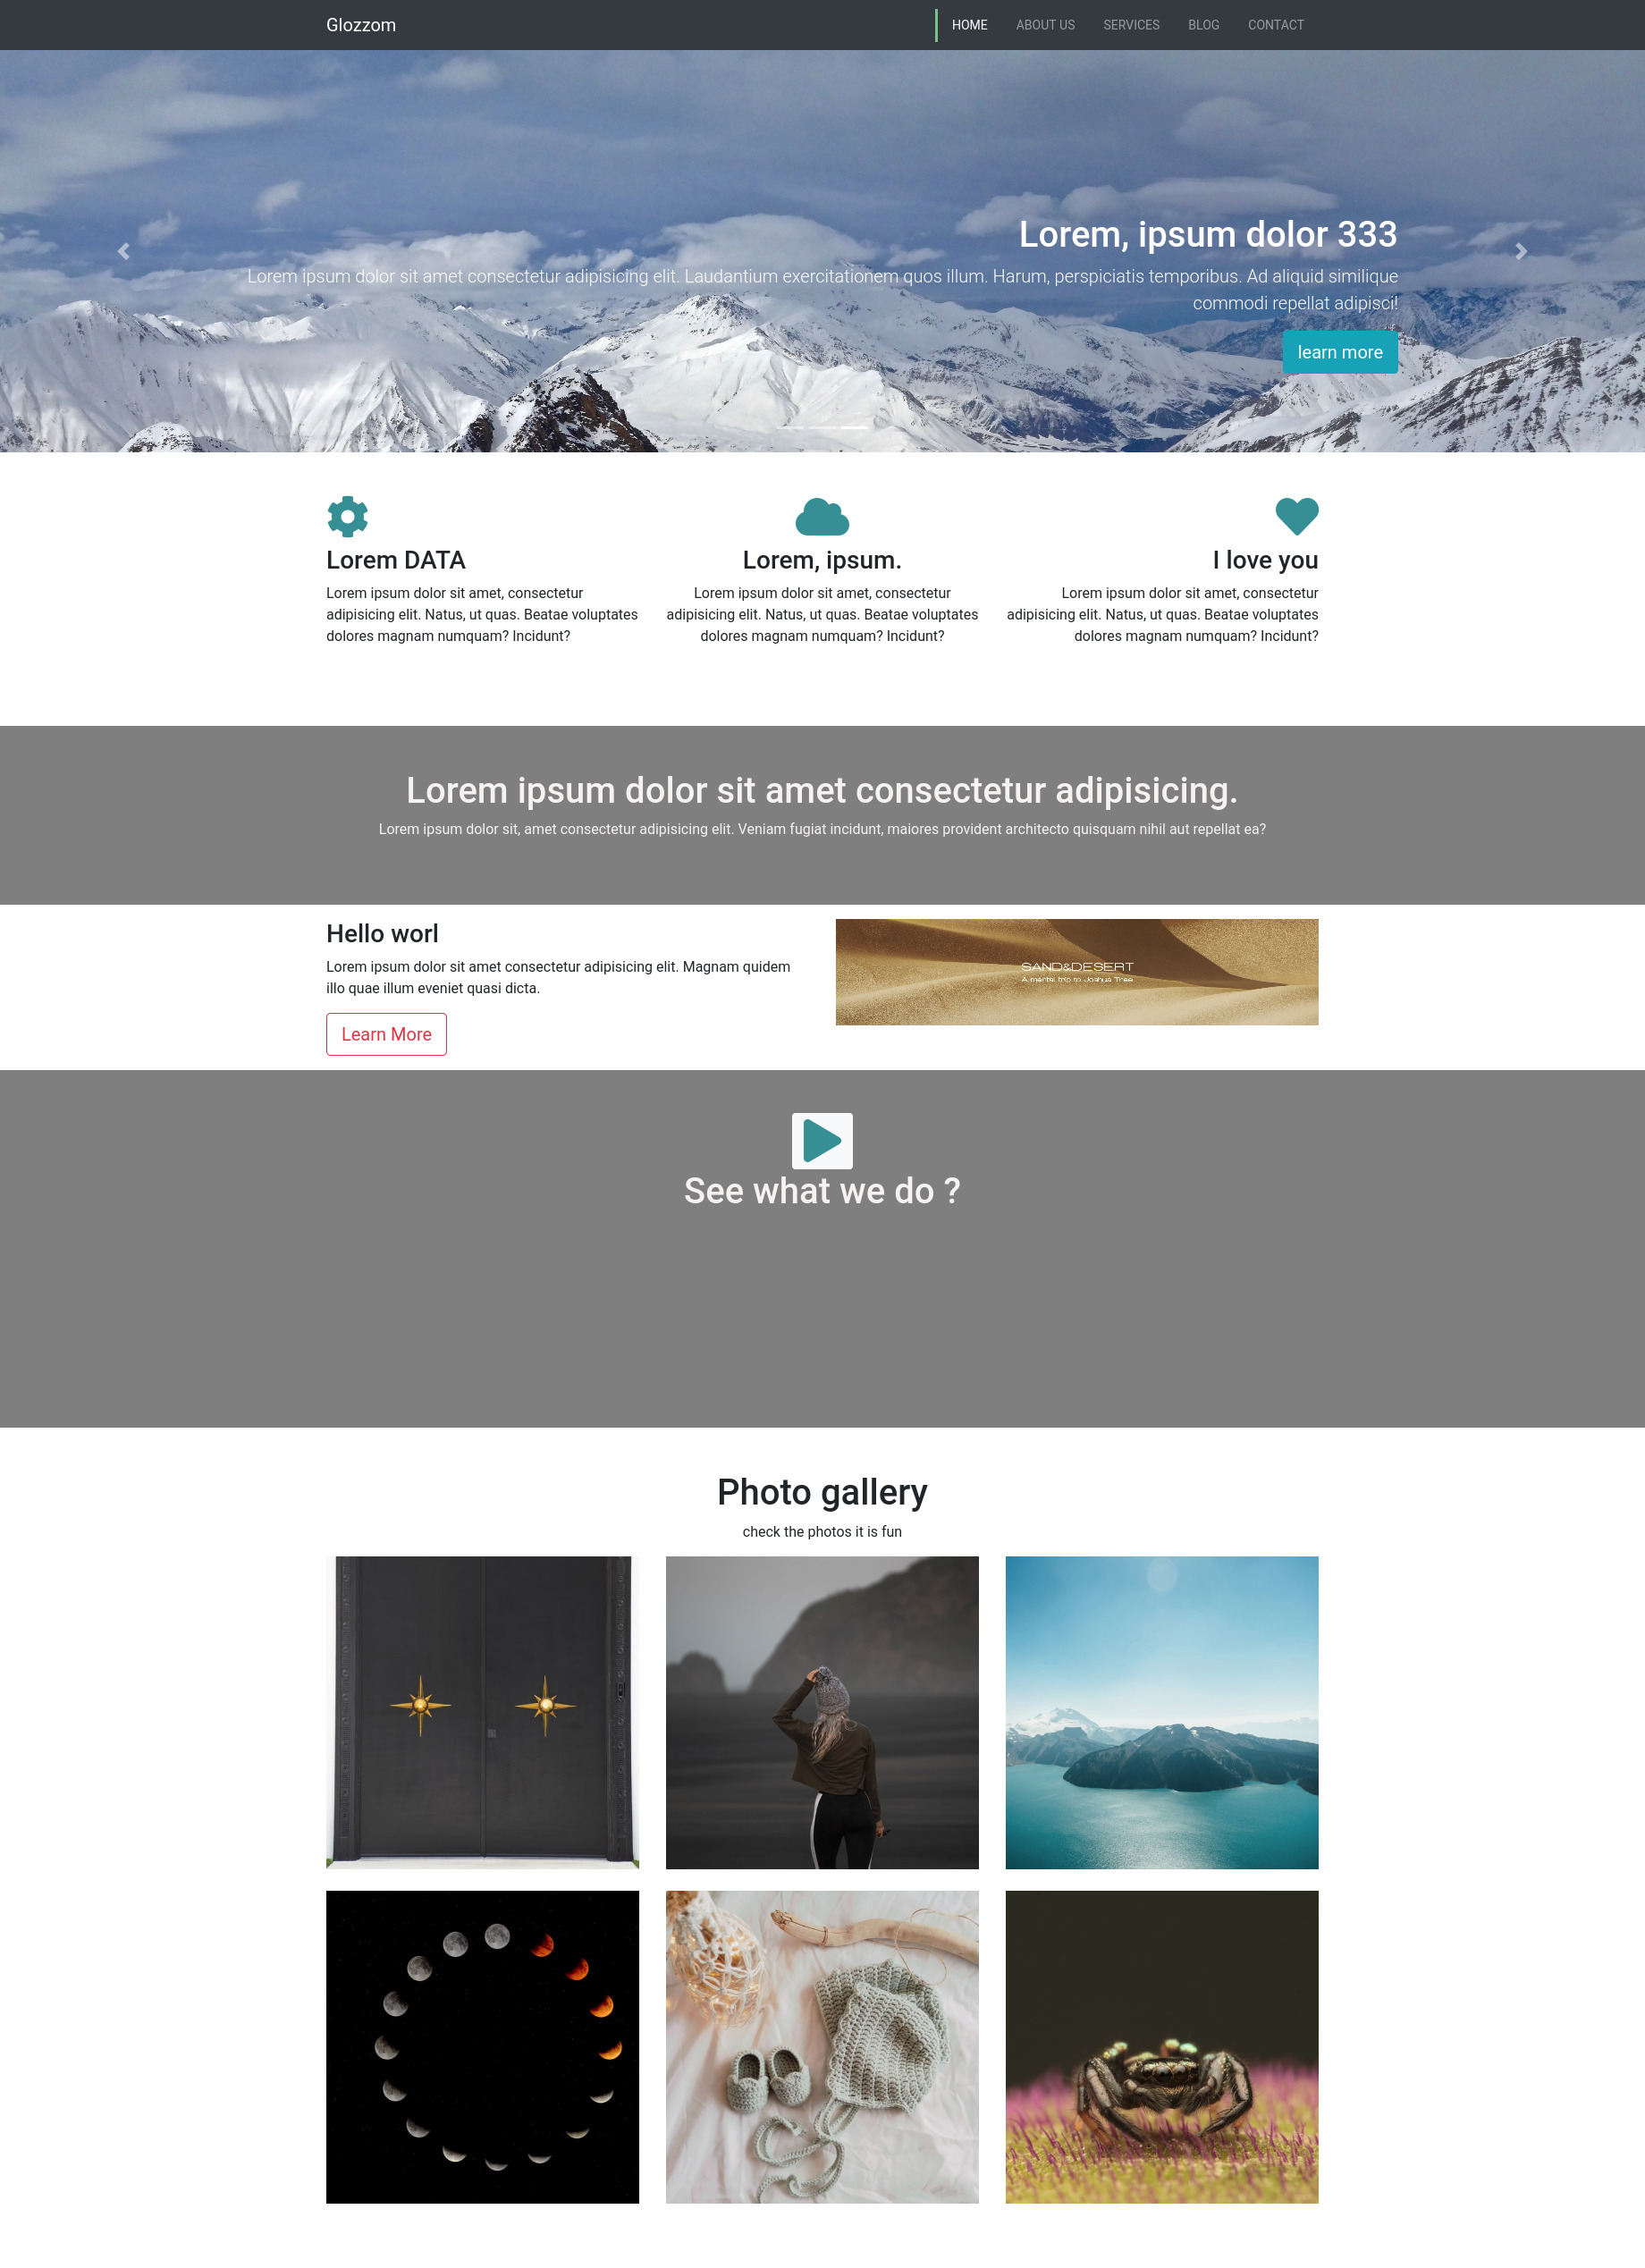 Glozzom
HOME ABOUT US SERVICES BLOG CONTACT
Lorem, ipsum dolor 333
Lorem ipsum dolor sit amet consectetur adipisicing elit. Laudantium exercitationem quos illum. Harum, perspiciatis temporibus. Ad aliquid similique
commodi repellat adipisci!
learn more
Lorem DATA
Lorem ipsum dolor sit amet, consectetur
adipisicing elit. Natus, ut quas. Beatae voluptates
dolores magnam numquam? Incidunt?
Lorem, ipsum.
Lorem ipsum dolor sit amet, consectetur
adipisicing elit. Natus, ut quas. Beatae voluptates
dolores magnam numquam? Incidunt?
I love you
Lorem ipsum dolor sit amet, consectetur
adipisicing elit. Natus, ut quas. Beatae voluptates
dolores magnam numquam? Incidunt?
Lorem ipsum dolor sit amet consectetur adipisicing.
Lorem ipsum dolor sit, amet consectetur adipisicing elit. Veniam fugiat incidunt, maiores provident architecto quisquam nihil aut repellat ea?
Hello worl
Lorem ipsum dolor sit amet consectetur adipisicing elit. Magnam quidem
illo quae illum eveniet quasi dicta.
Learn More
SAND&DESERT
A mental trip to Joshua Tree
See what we do ?
Photo gallery
check the photos it is fun